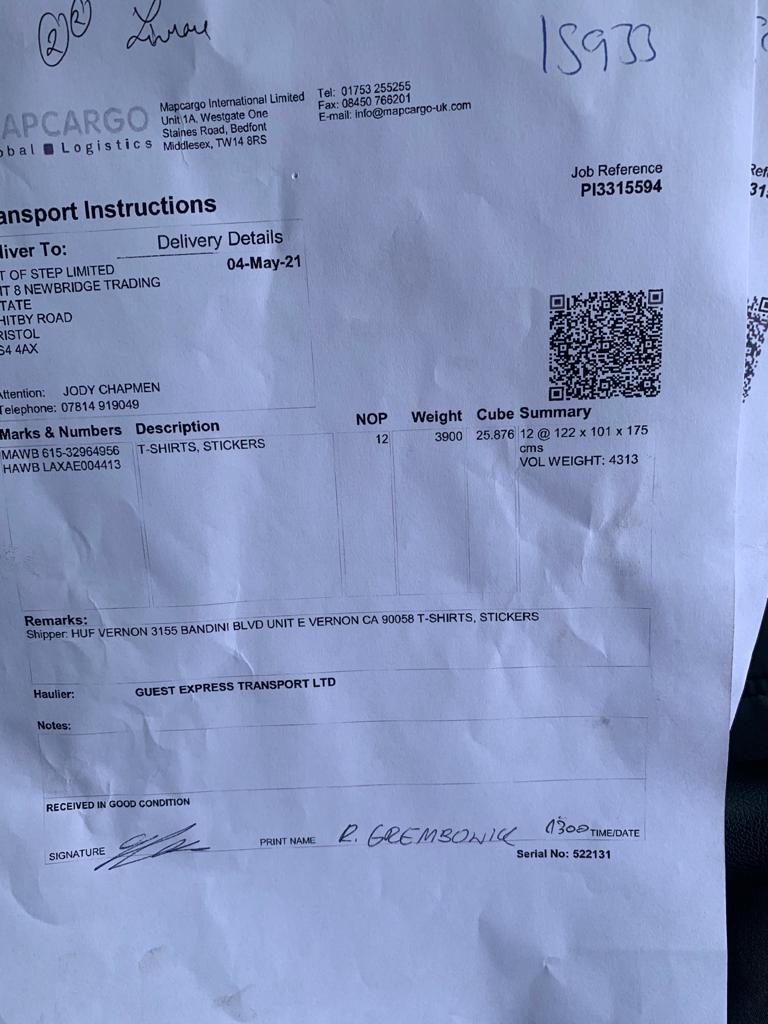 2 2
15933
APCARGO
obal Logistics
Mapcargo International Limited
Unit 1A, Westgate One
Staines Road, Bedfont
Middlesex, TW14 8RS
Tel: 01753 255255
Fax: 08450 766201
E-mail: info@mapcargo-uk.com
Job Reference
PI3315594
ansport Instructions
liver To:
Delivery Details
04-May-21
T OF STEP LIMITED
IT 8 NEWBRIDGE TRADING
TATE
HITBY ROAD
RISTOL
S4 4AX
Attention: JODY CHAPMEN
Telephone: 07814 919049
Marks & Numbers Description NOP Weight Cube Summary
MAWB 615-32964956 T-SHIRTS, STICKERS 12 3900 25.876 12 @ 122 x 101 x 175
cms
HAWB LAXAE004413 VOL WEIGHT: 4313
Remarks:
Shipper: HUF VERNON 3155 BANDINI BLVD UNIT E VERNON CA 90058 T-SHIRTS, STICKERS
Haulier: GUEST EXPRESS TRANSPORT LTD
Notes:
RECEIVED IN GOOD CONDITION
SIGNATURE PRINT NAME R. GREMBOWICK 1300 TIME/DATE
Serial No: 522131